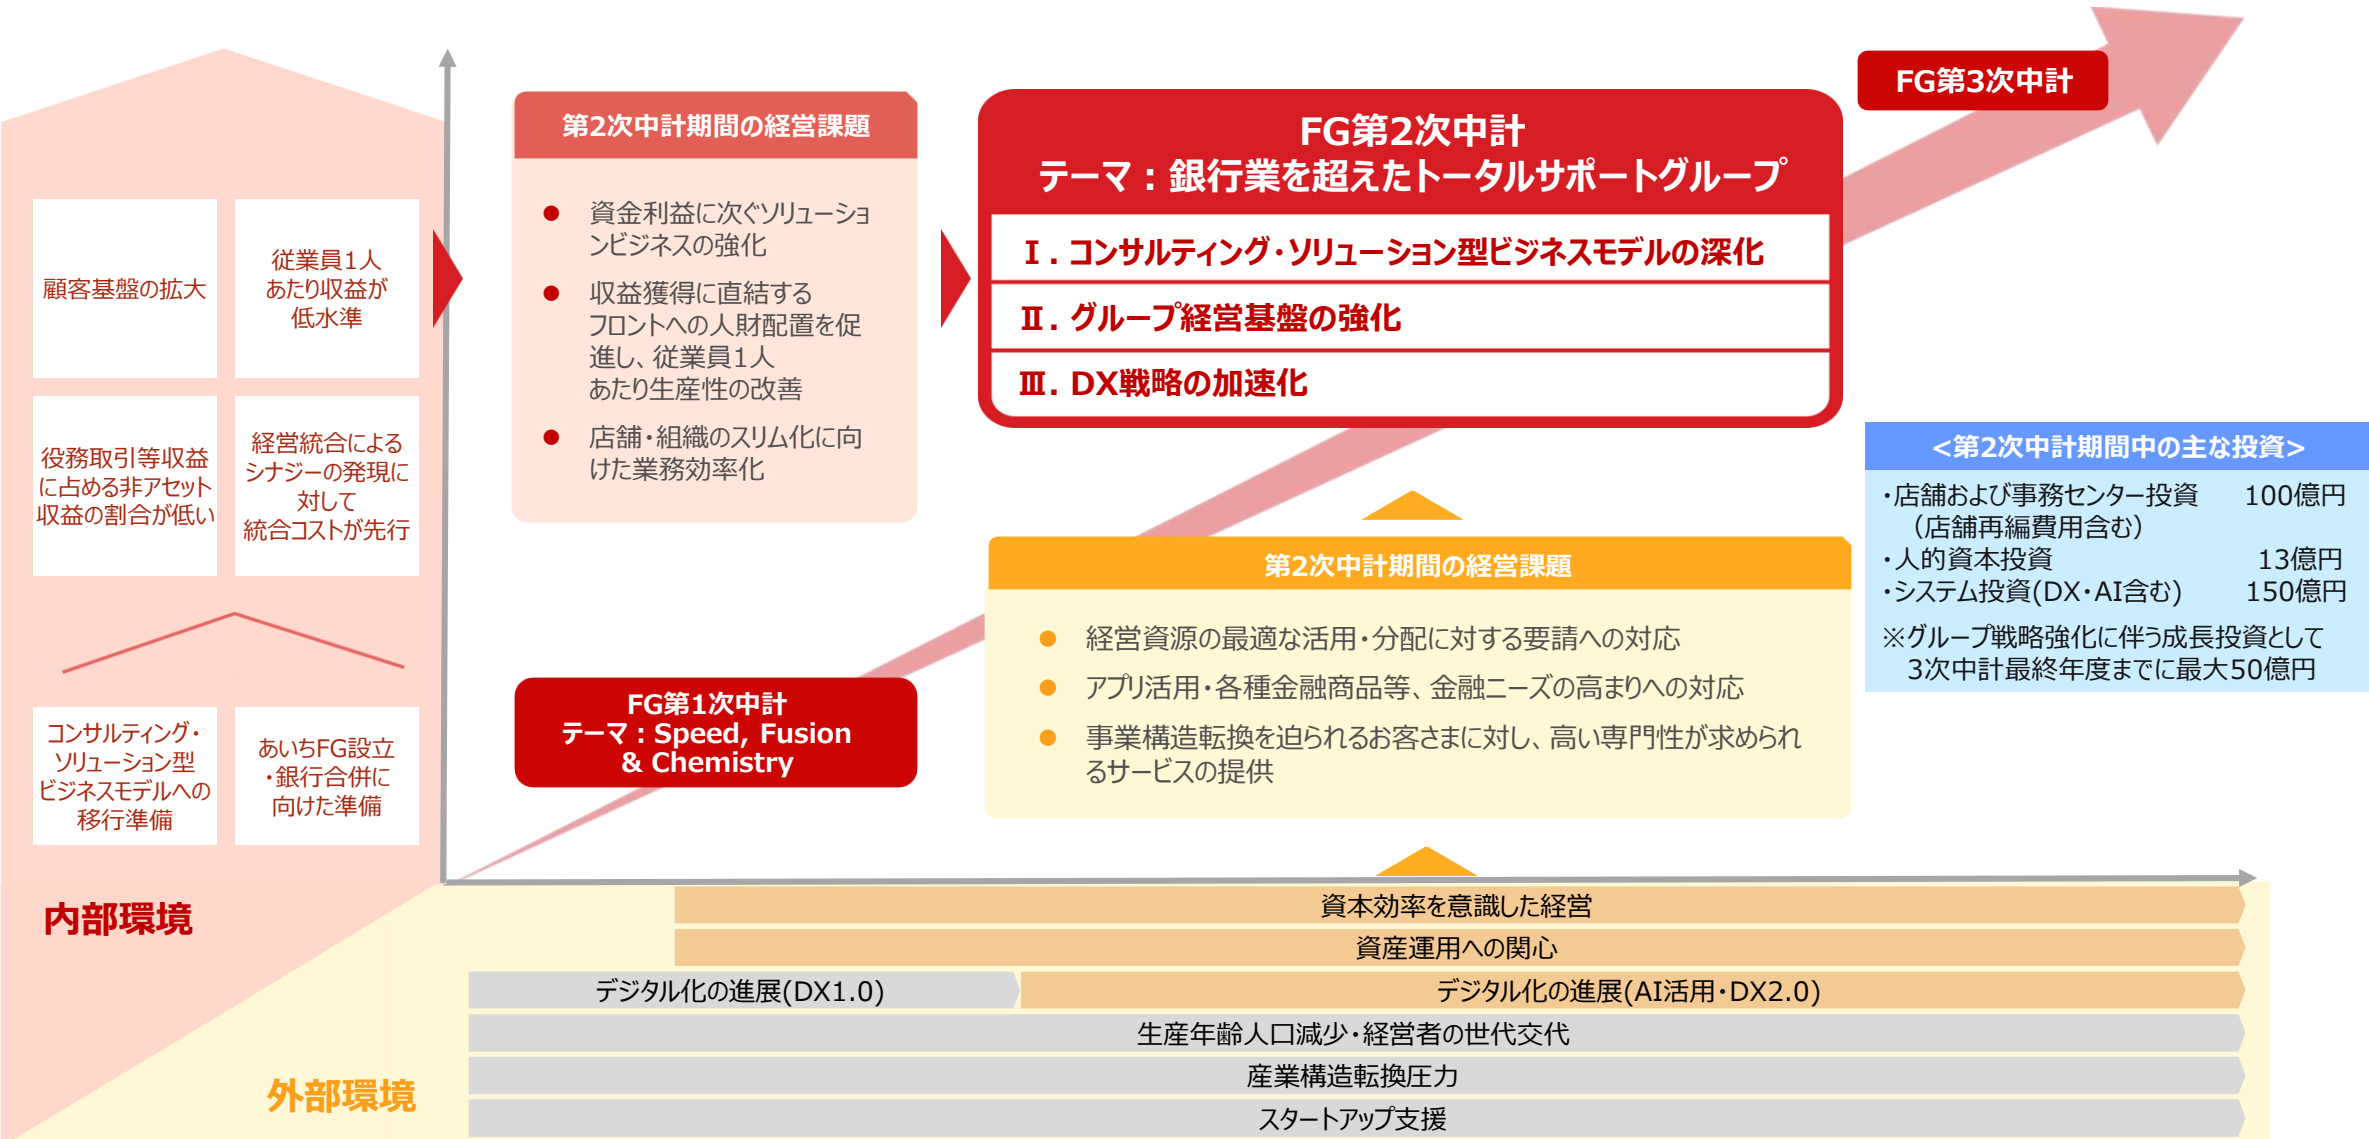 FG第3次中計
第2次中計期間の経営課題
資金利益に次ぐソリューショ
ンビジネスの強化
収益獲得に直結する
フロントへの人財配置を促
進し、従業員1人
あたり生産性の改善
店舗・組織のスリム化に向
けた業務効率化
FG第2次中計
テーマ：銀行業を超えたトータルサポートグループ
Ⅰ. コンサルティング・ソリューション型ビジネスモデルの深化
Ⅱ. グループ経営基盤の強化
Ⅲ. DX戦略の加速化
顧客基盤の拡大
従業員1人
あたり収益が
低水準
役務取引等収益
に占める非アセット
収益の割合が低い
経営統合による
シナジーの発現に
対して
統合コストが先行
コンサルティング・
ソリューション型
ビジネスモデルへの
移行準備
あいちFG設立
・銀行合併に
向けた準備
内部環境
FG第1次中計
テーマ：Speed, Fusion
& Chemistry
第2次中計期間の経営課題
経営資源の最適な活用・分配に対する要請への対応
アプリ活用・各種金融商品等、金融ニーズの高まりへの対応
事業構造転換を迫られるお客さまに対し、高い専門性が求められ
るサービスの提供
<第2次中計期間中の主な投資>
・店舗および事務センター投資 100億円
（店舗再編費用含む）
・人的資本投資 13億円
・システム投資(DX・AI含む) 150億円
※グループ戦略強化に伴う成長投資として
3次中計最終年度までに最大50億円
資本効率を意識した経営
資産運用への関心
デジタル化の進展(DX1.0)
デジタル化の進展(AI活用・DX2.0)
生産年齢人口減少・経営者の世代交代
産業構造転換圧力
スタートアップ支援
外部環境